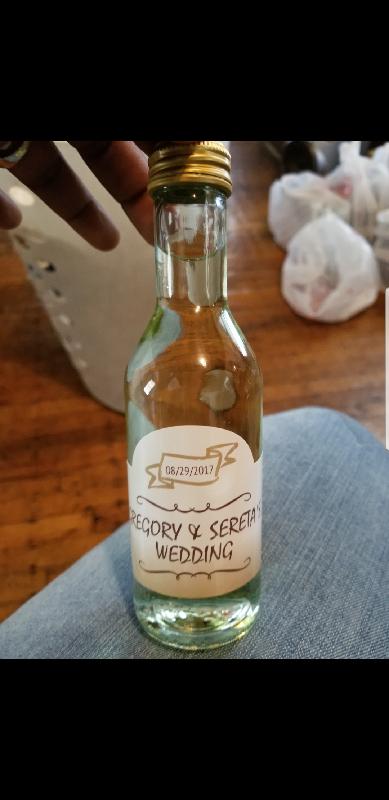 08/29/2017
REGORY & SERETA'S
WEDDING